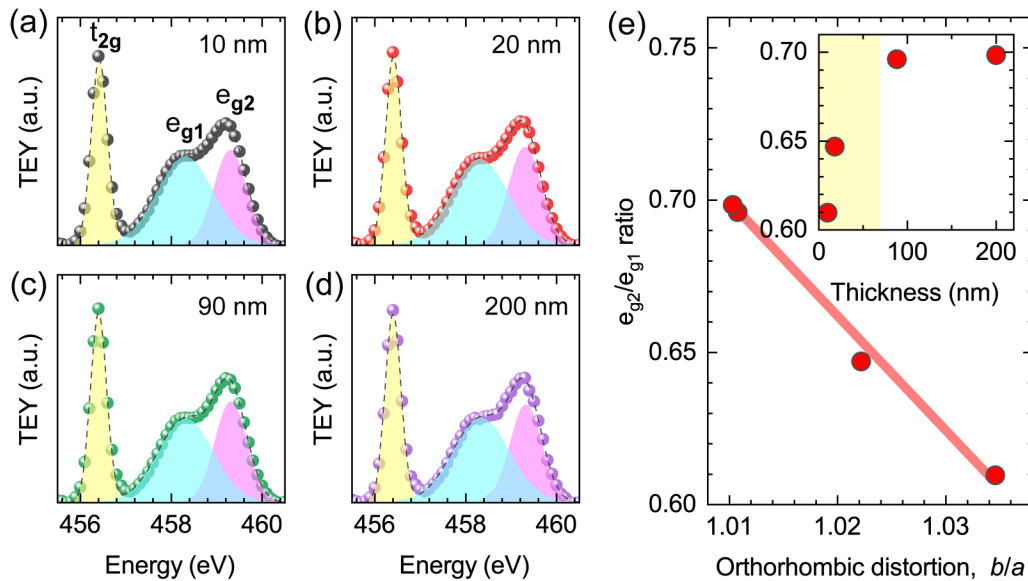 (a)
t2g
10 nm
eg1
eg2
TEY (a.u.)
(b)
20 nm
TEY (a.u.)
(c)
90 nm
TEY (a.u.)
456 458 460
Energy (eV)
(d)
200 nm
TEY (a.u.)
456 458 460
Energy (eV)
(e)
0.75
0.70
0.65
0.60
eg2/eg1 ratio
1.01 1.02 1.03
Orthorhombic distortion, b/a
0.70
0.65
0.60
0 100 200
Thickness (nm)